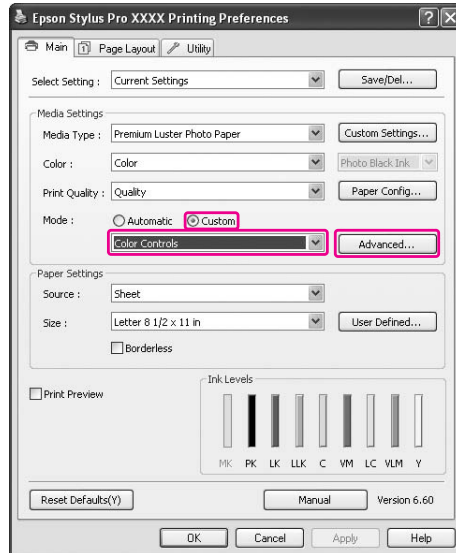 Epson Stylus Pro XXXX Printing Preferences
Main Page Layout Utility
Select Setting : Current Settings Save/Del...
Media Settings
Media Type : Premium Luster Photo Paper Custom Settings...
Color : Color Photo Black Ink
Print Quality : Quality Paper Config...
Mode : Automatic Custom
Color Controls Advanced...
Paper Settings
Source : Sheet
Size : Letter 8 1/2 x 11 in User Defined...
Borderless
Print Preview
Ink Levels
MK PK LK LLK C VM LC VLM Y
Reset Defaults(Y) Manual Version 6.60
OK Cancel Apply Help